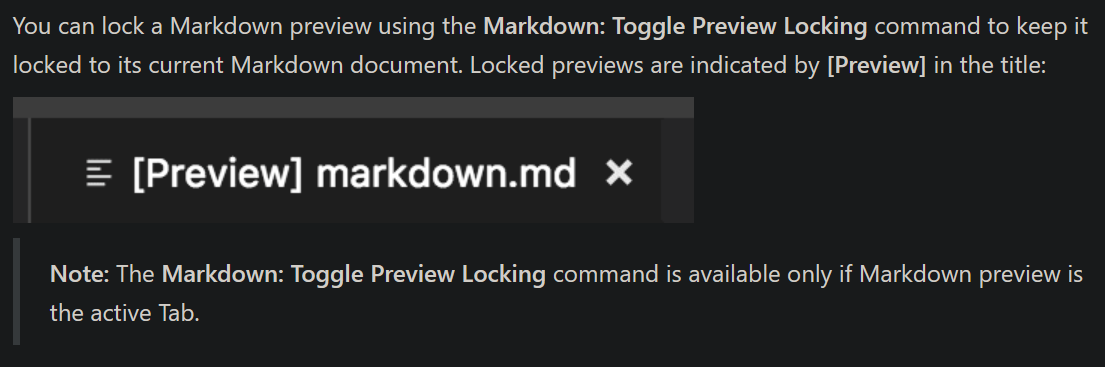 You can lock a Markdown preview using the Markdown: Toggle Preview Locking command to keep it
locked to its current Markdown document. Locked previews are indicated by [Preview] in the title:
[Preview] markdown.md
Note: The Markdown: Toggle Preview Locking command is available only if Markdown preview is
the active Tab.